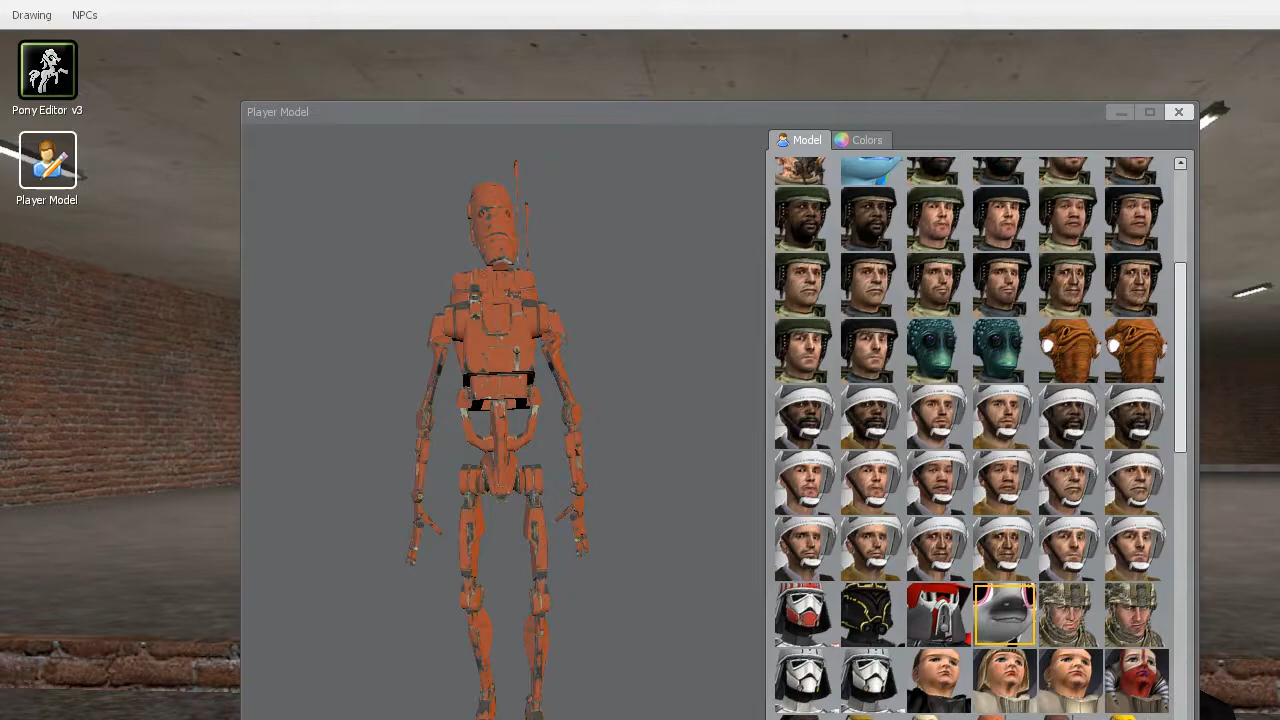 Drawing NPCs
Pony Editor v3
Player Model
Player Model
Model Colors